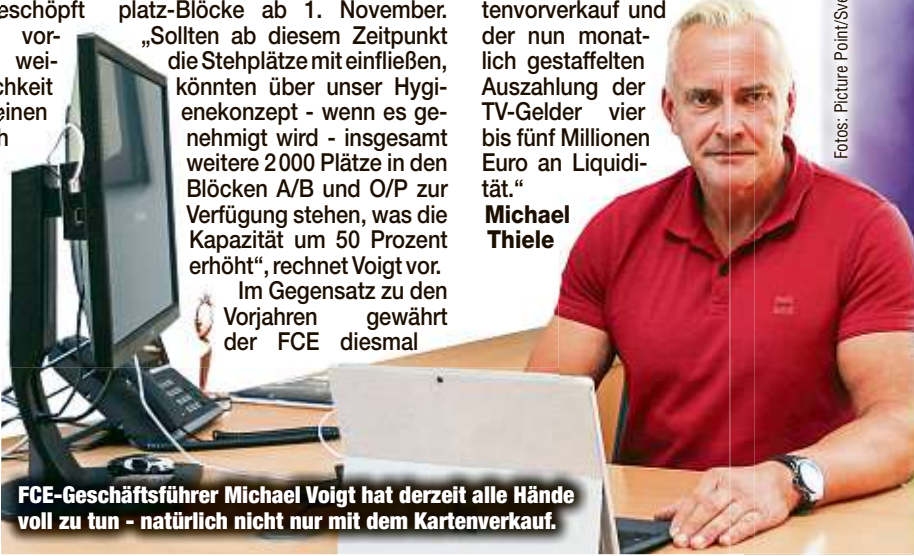 eschöpft
vor-
wei-
chkeit
einen
platz-Blöcke ab 1. November.
„Sollten ab diesem Zeitpunkt
die Stehplätze mit einfließen,
könnten über unser Hygi-
enekonzept - wenn es ge-
nehmigt wird - insgesamt
weitere 2000 Plätze in den
Blöcken A/B und O/P zur
Verfügung stehen, was die
Kapazität um 50 Prozent
erhöht“, rechnet Voigt vor.
Im Gegensatz zu den
Vorjahren gewährt
der FCE diesmal
tenvorverkauf und
der nun monat-
lich gestaffelten
Auszahlung der
TV-Gelder vier
bis fünf Millionen
Euro an Liquidi-
tät.“
Michael
Thiele
Fotos: Picture Point/Sve
FCE-Geschäftsführer Michael Voigt hat derzeit alle Hände
voll zu tun - natürlich nicht nur mit dem Kartenverkauf.